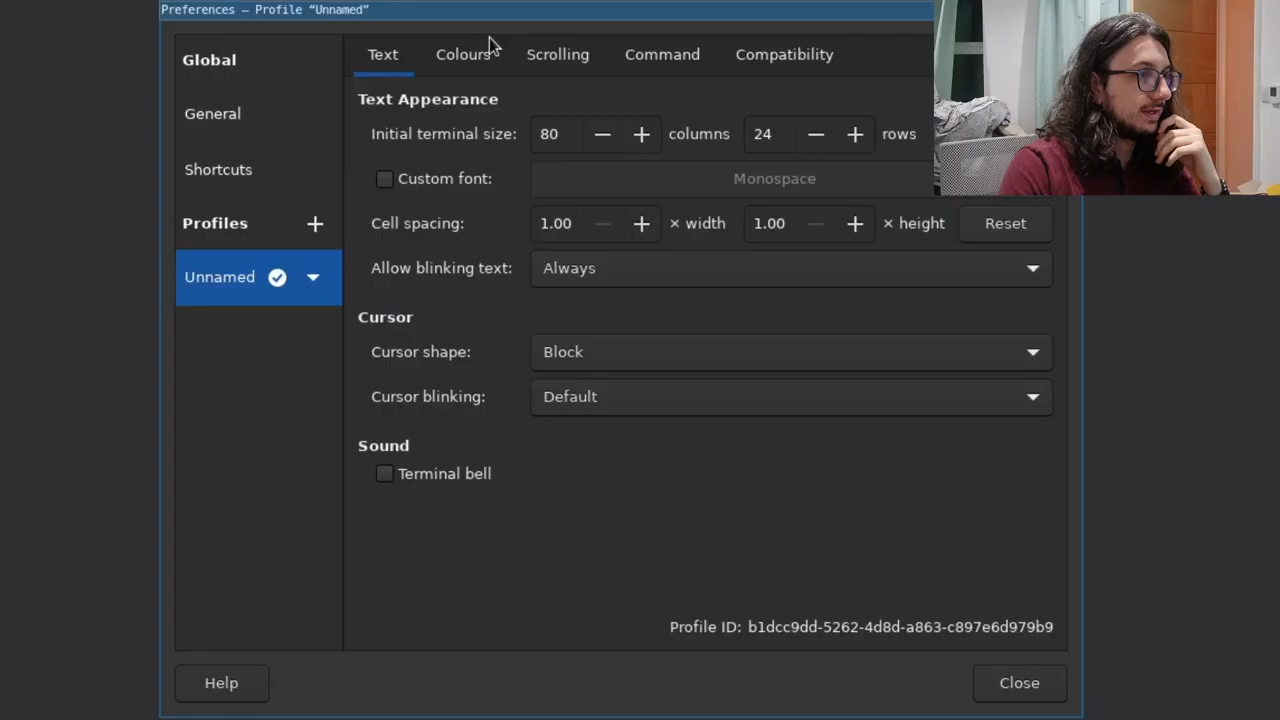 Preferences – Profile “Unnamed”
Global
General
Shortcuts
Profiles
Unnamed
Text Colours Scrolling Command Compatibility
Text Appearance
Initial terminal size: 80 columns 24 rows
Custom font: Monospace
Cell spacing: 1.00 × width 1.00 × height Reset
Allow blinking text: Always
Cursor
Cursor shape: Block
Cursor blinking: Default
Sound
Terminal bell
Profile ID: b1dcc9dd-5262-4d8d-a863-c897e6d979b9
Help Close